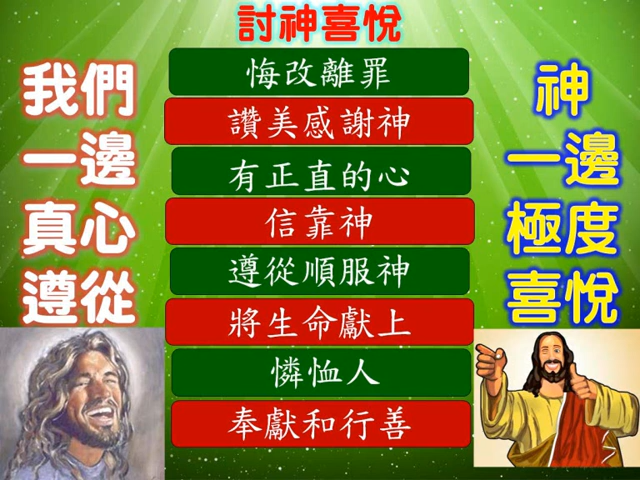 討神喜悅
我們
一邊
真心
遵從
悔改離罪
讚美感謝神
有正直的心
信靠神
遵從順服神
將生命獻上
憐恤人
奉獻和行善
神
一邊
極度
喜悅